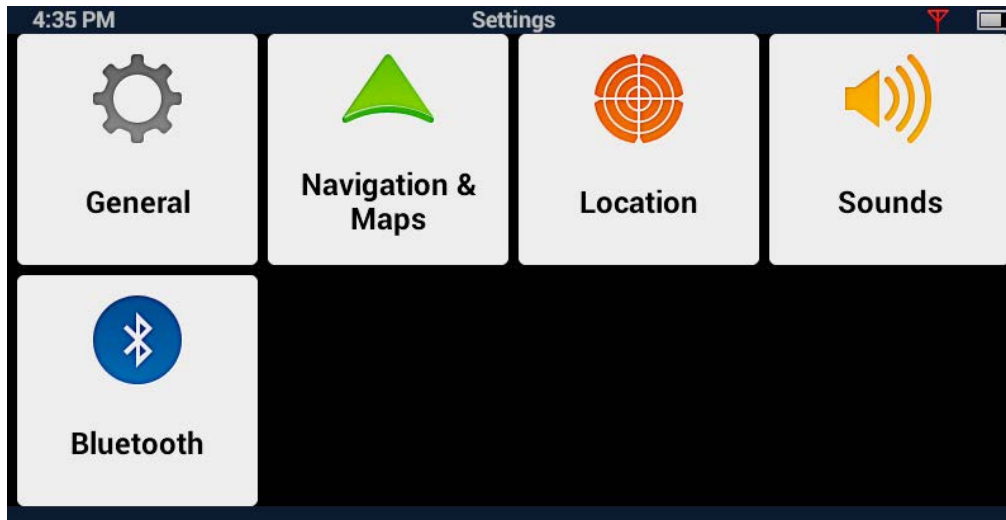 4:35 PM Settings
General
Navigation &
Maps
Location
Sounds
Bluetooth